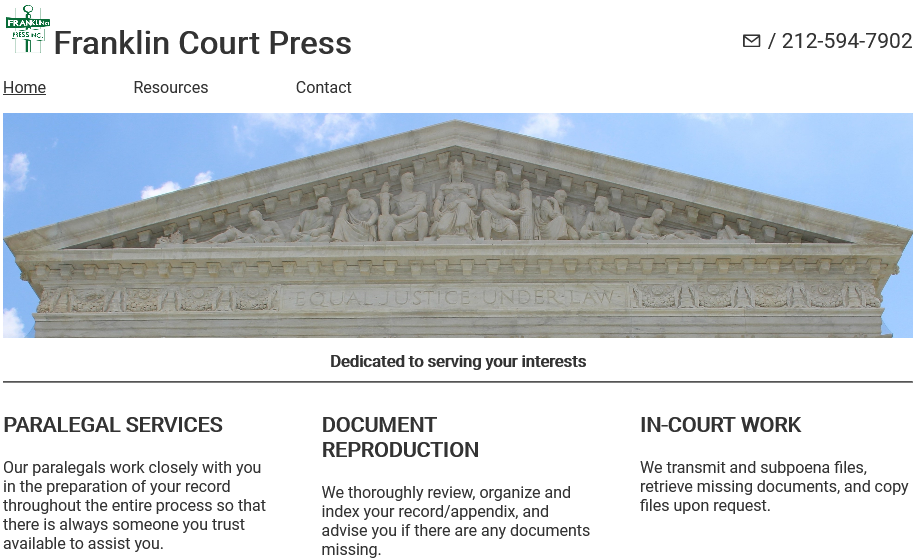 FRANKLIN
PRESS INC.
Franklin Court Press
/ 212-594-7902
Home
Resources
Contact
EQUAL JUSTICE UNDER LAW
Dedicated to serving your interests
PARALEGAL SERVICES
Our paralegals work closely with you
in the preparation of your record
throughout the entire process so that
there is always someone you trust
available to assist you.
DOCUMENT
REPRODUCTION
We thoroughly review, organize and
index your record/appendix, and
advise you if there are any documents
missing.
IN-COURT WORK
We transmit and subpoena files,
retrieve missing documents, and copy
files upon request.